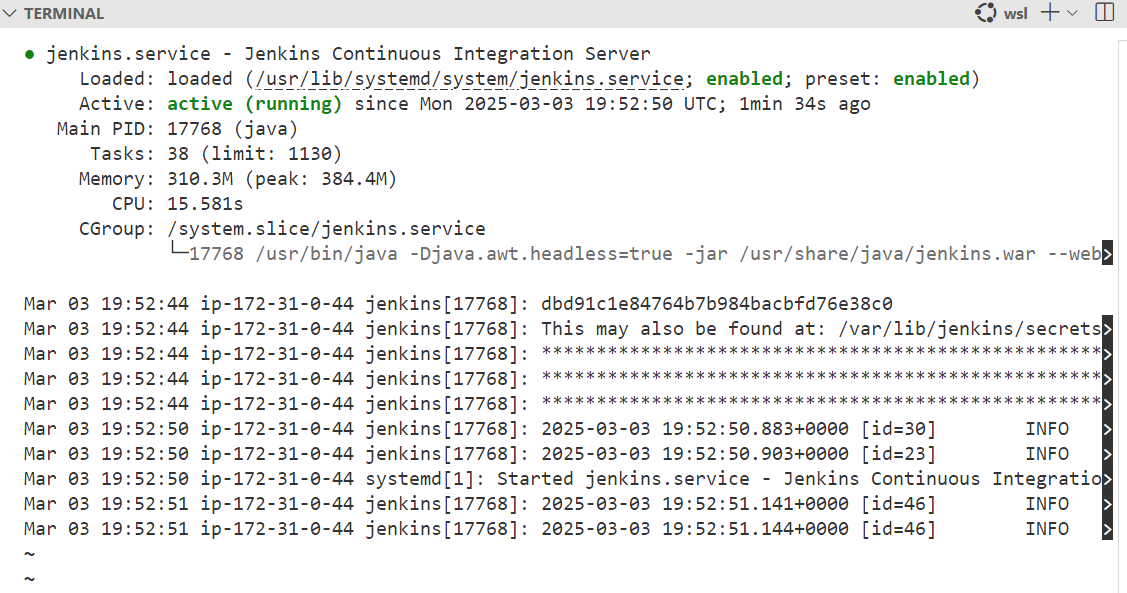 TERMINAL
wsl
● jenkins.service - Jenkins Continuous Integration Server
Loaded: loaded (/usr/lib/systemd/system/jenkins.service; enabled; preset: enabled)
Active: active (running) since Mon 2025-03-03 19:52:50 UTC; 1min 34s ago
Main PID: 17768 (java)
Tasks: 38 (limit: 1130)
Memory: 310.3M (peak: 384.4M)
CPU: 15.581s
CGroup: /system.slice/jenkins.service
└─17768 /usr/bin/java -Djava.awt.headless=true -jar /usr/share/java/jenkins.war --web>
Mar 03 19:52:44 ip-172-31-0-44 jenkins[17768]: dbd91c1e84764b7b984bacbfd76e38c0
Mar 03 19:52:44 ip-172-31-0-44 jenkins[17768]: This may also be found at: /var/lib/jenkins/secrets>
Mar 03 19:52:44 ip-172-31-0-44 jenkins[17768]: ***************************************************>
Mar 03 19:52:44 ip-172-31-0-44 jenkins[17768]: ***************************************************>
Mar 03 19:52:44 ip-172-31-0-44 jenkins[17768]: ***************************************************>
Mar 03 19:52:50 ip-172-31-0-44 jenkins[17768]: 2025-03-03 19:52:50.883+0000 [id=30]        INFO   >
Mar 03 19:52:50 ip-172-31-0-44 jenkins[17768]: 2025-03-03 19:52:50.903+0000 [id=23]        INFO   >
Mar 03 19:52:50 ip-172-31-0-44 systemd[1]: Started jenkins.service - Jenkins Continuous Integratio>
Mar 03 19:52:51 ip-172-31-0-44 jenkins[17768]: 2025-03-03 19:52:51.141+0000 [id=46]        INFO   >
Mar 03 19:52:51 ip-172-31-0-44 jenkins[17768]: 2025-03-03 19:52:51.144+0000 [id=46]        INFO   >
~
~